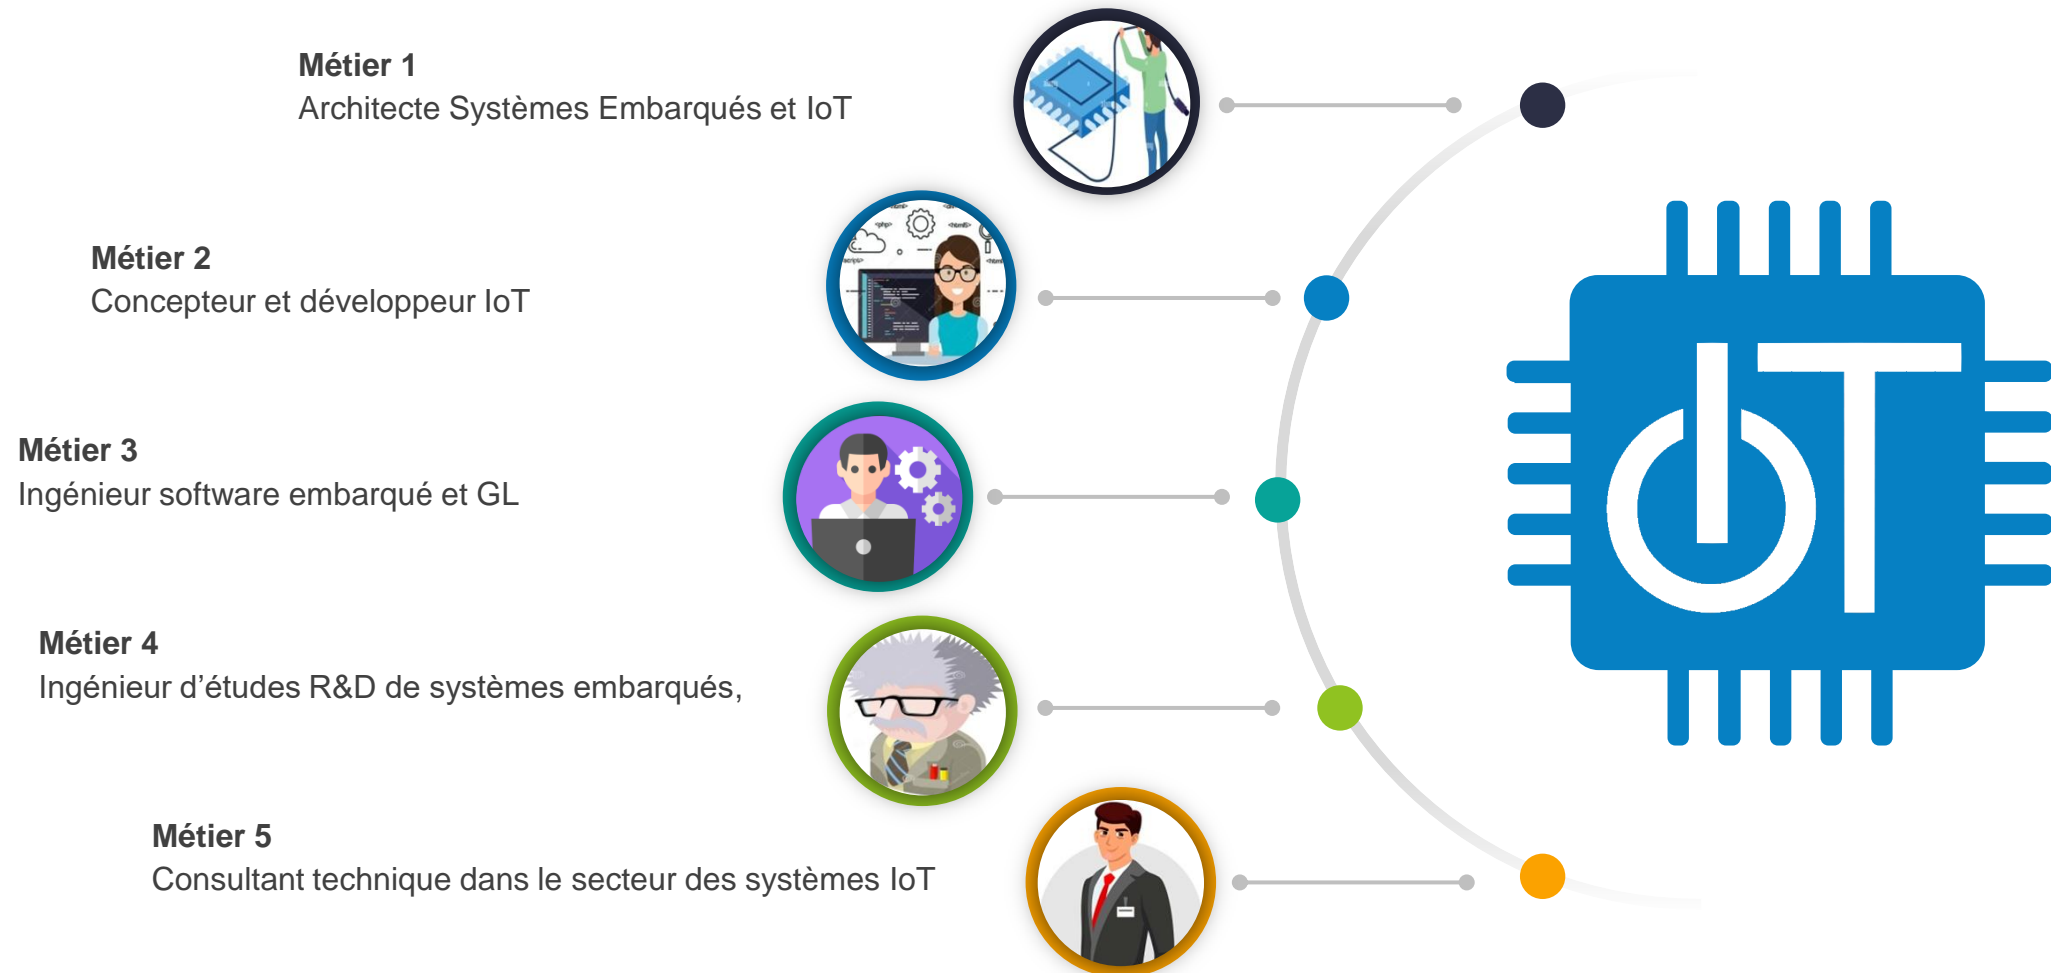 Métier 1
Architecte Systèmes Embarqués et IoT
Métier 2
Concepteur et développeur IoT
Métier 3
Ingénieur software embarqué et GL
Métier 4
Ingénieur d’études R&D de systèmes embarqués,
Métier 5
Consultant technique dans le secteur des systèmes IoT
IOT
<php>
<html5>